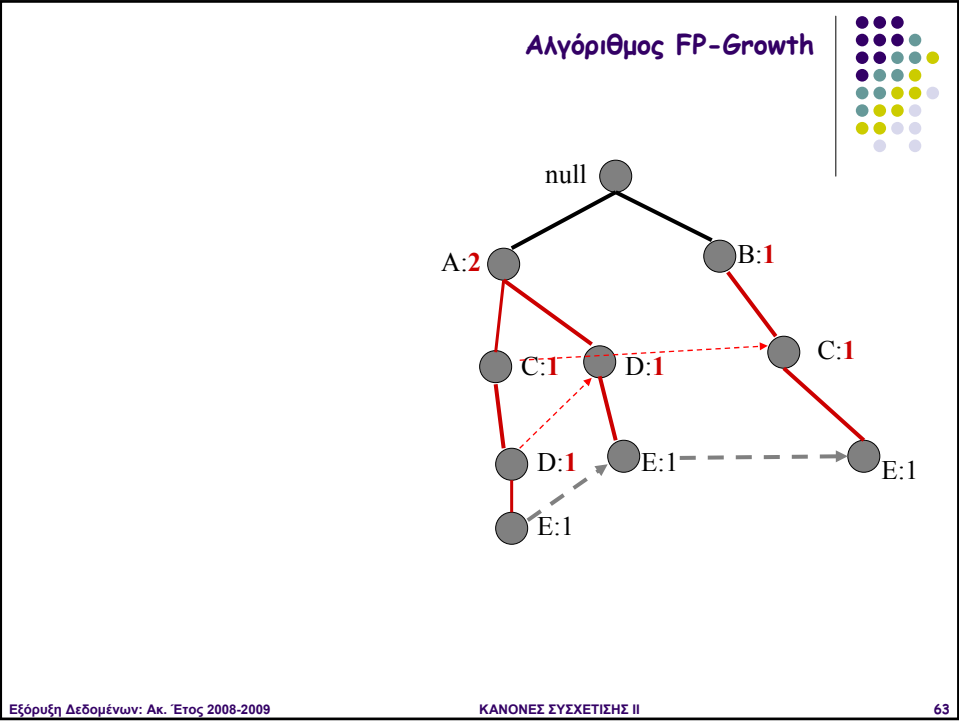 Αλγόριθμος FP-Growth
null
A:2
B:1
C:1
D:1
C:1
D:1
E:1
E:1
E:1
Εξόρυξη Δεδομένων: Ακ. Έτος 2008-2009 ΚΑΝΟΝΕΣ ΣΥΣΧΕΤΙΣΗΣ II 63